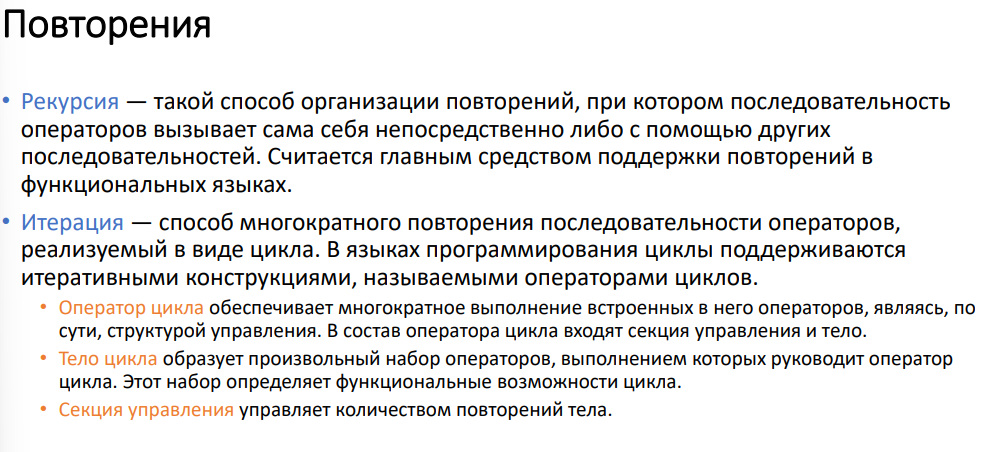 Повторения
• Рекурсия — такой способ организации повторений, при котором последовательность
операторов вызывает сама себя непосредственно либо с помощью других
последовательностей. Считается главным средством поддержки повторений в
функциональных языках.
• Итерация — способ многократного повторения последовательности операторов,
реализуемый в виде цикла. В языках программирования циклы поддерживаются
итеративными конструкциями, называемыми операторами циклов.
• Оператор цикла обеспечивает многократное выполнение встроенных в него операторов, являясь, по
сути, структурой управления. В состав оператора цикла входят секция управления и тело.
• Тело цикла образует произвольный набор операторов, выполнением которых руководит оператор
цикла. Этот набор определяет функциональные возможности цикла.
• Секция управления управляет количеством повторений тела.